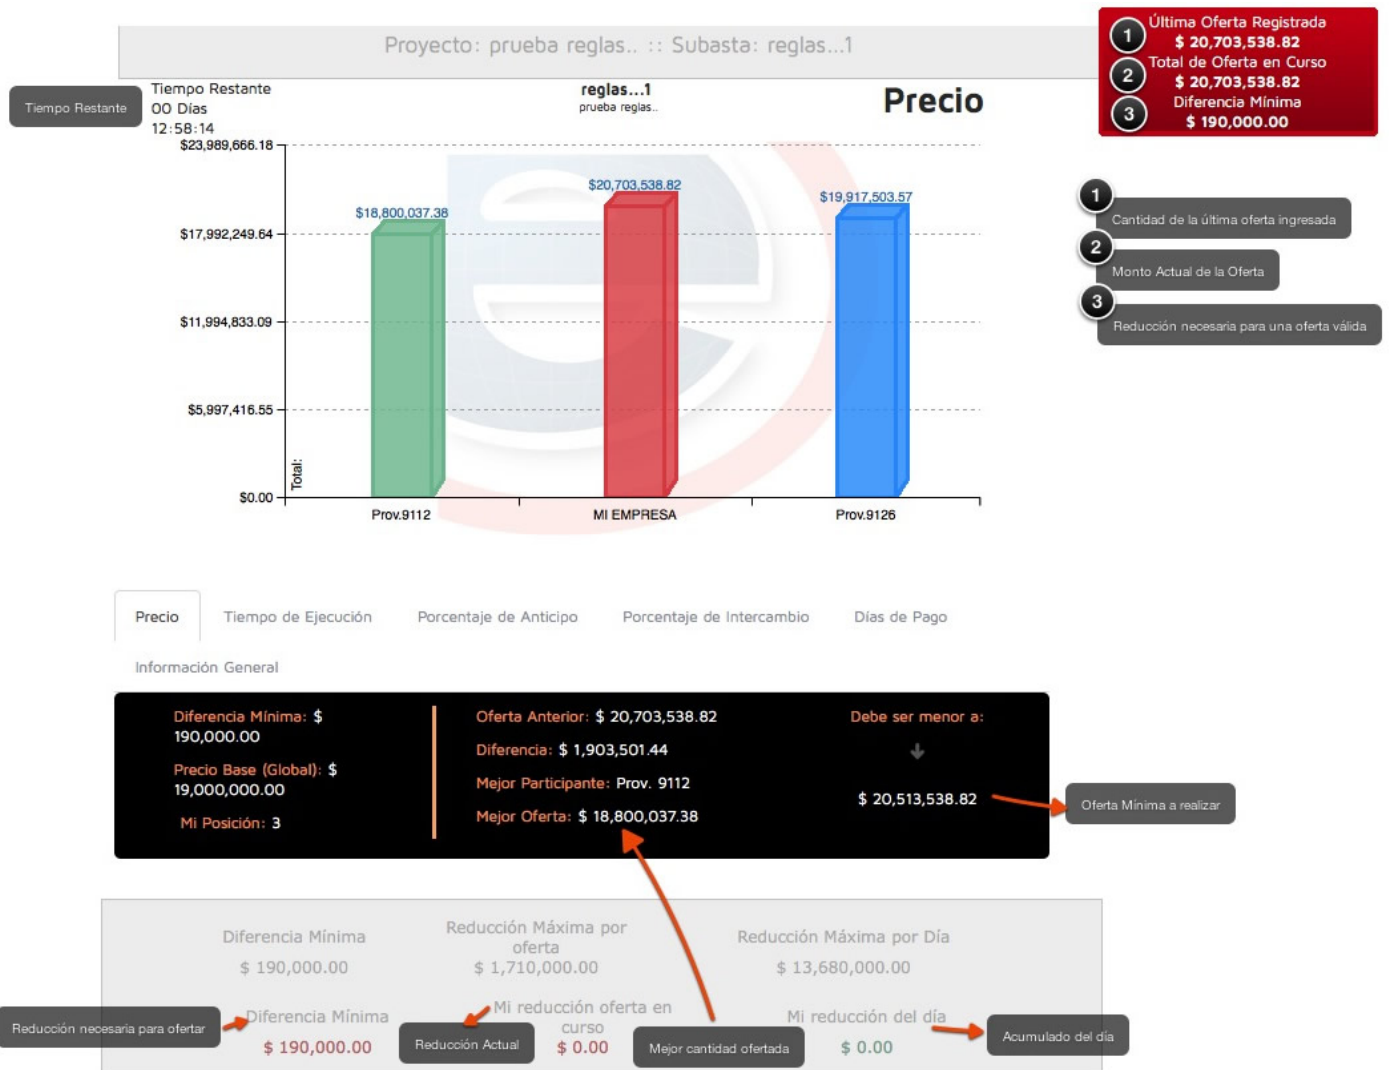 Proyecto: prueba reglas.. :: Subasta: reglas...1
1 Última Oferta Registrada
$ 20,703,538.82
2 Total de Oferta en Curso
$ 20,703,538.82
3 Diferencia Mínima
$ 190,000.00
Tiempo Restante
Tiempo Restante
00 Días
12:58:14
reglas...1
prueba reglas..
Precio
$23,989,666.18
$17,992,249.64
$11,994,833.09
$5,997,416.55
$0.00
Total:
$18,800,037.38
$20,703,538.82
$19,917,503.57
Prov.9112
MI EMPRESA
Prov.9126
1
Cantidad de la última oferta ingresada
2
Monto Actual de la Oferta
3
Reducción necesaria para una oferta válida
Precio
Tiempo de Ejecución
Porcentaje de Anticipo
Porcentaje de Intercambio
Días de Pago
Información General
Diferencia Mínima: $
190,000.00
Precio Base (Global): $
19,000,000.00
Mi Posición: 3
Oferta Anterior: $ 20,703,538.82
Diferencia: $ 1,903,501.44
Mejor Participante: Prov. 9112
Mejor Oferta: $ 18,800,037.38
Debe ser menor a:
$ 20,513,538.82
Oferta Mínima a realizar
Diferencia Mínima
$ 190,000.00
Reducción Máxima por
oferta
$ 1,710,000.00
Reducción Máxima por Día
$ 13,680,000.00
Reducción necesaria para ofertar
Diferencia Mínima
$ 190,000.00
Reducción Actual
Mi reducción oferta en
curso
$ 0.00
Mejor cantidad ofertada
Mi reducción del día
$ 0.00
Acumulado del día